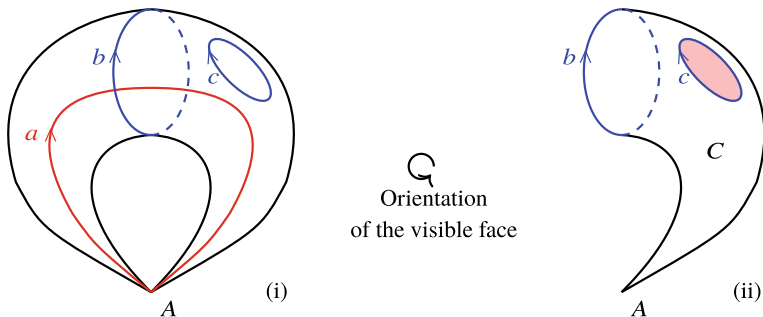 b
c
a
A
(i)
Orientation
of the visible face
b
c
C
A
(ii)